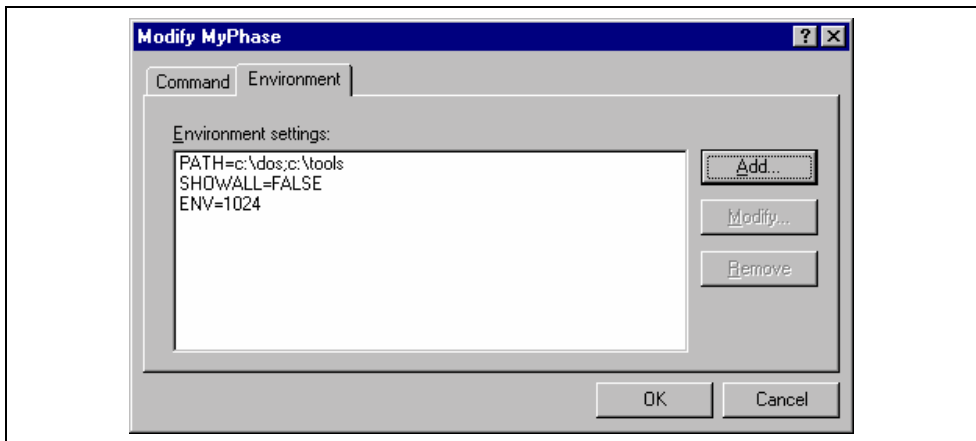 Modify MyPhase
Command Environment
Environment settings:
PATH=c:\dos;c:\tools
SHOWALL=FALSE
ENV=1024
Add...
Modify...
Remove
OK Cancel